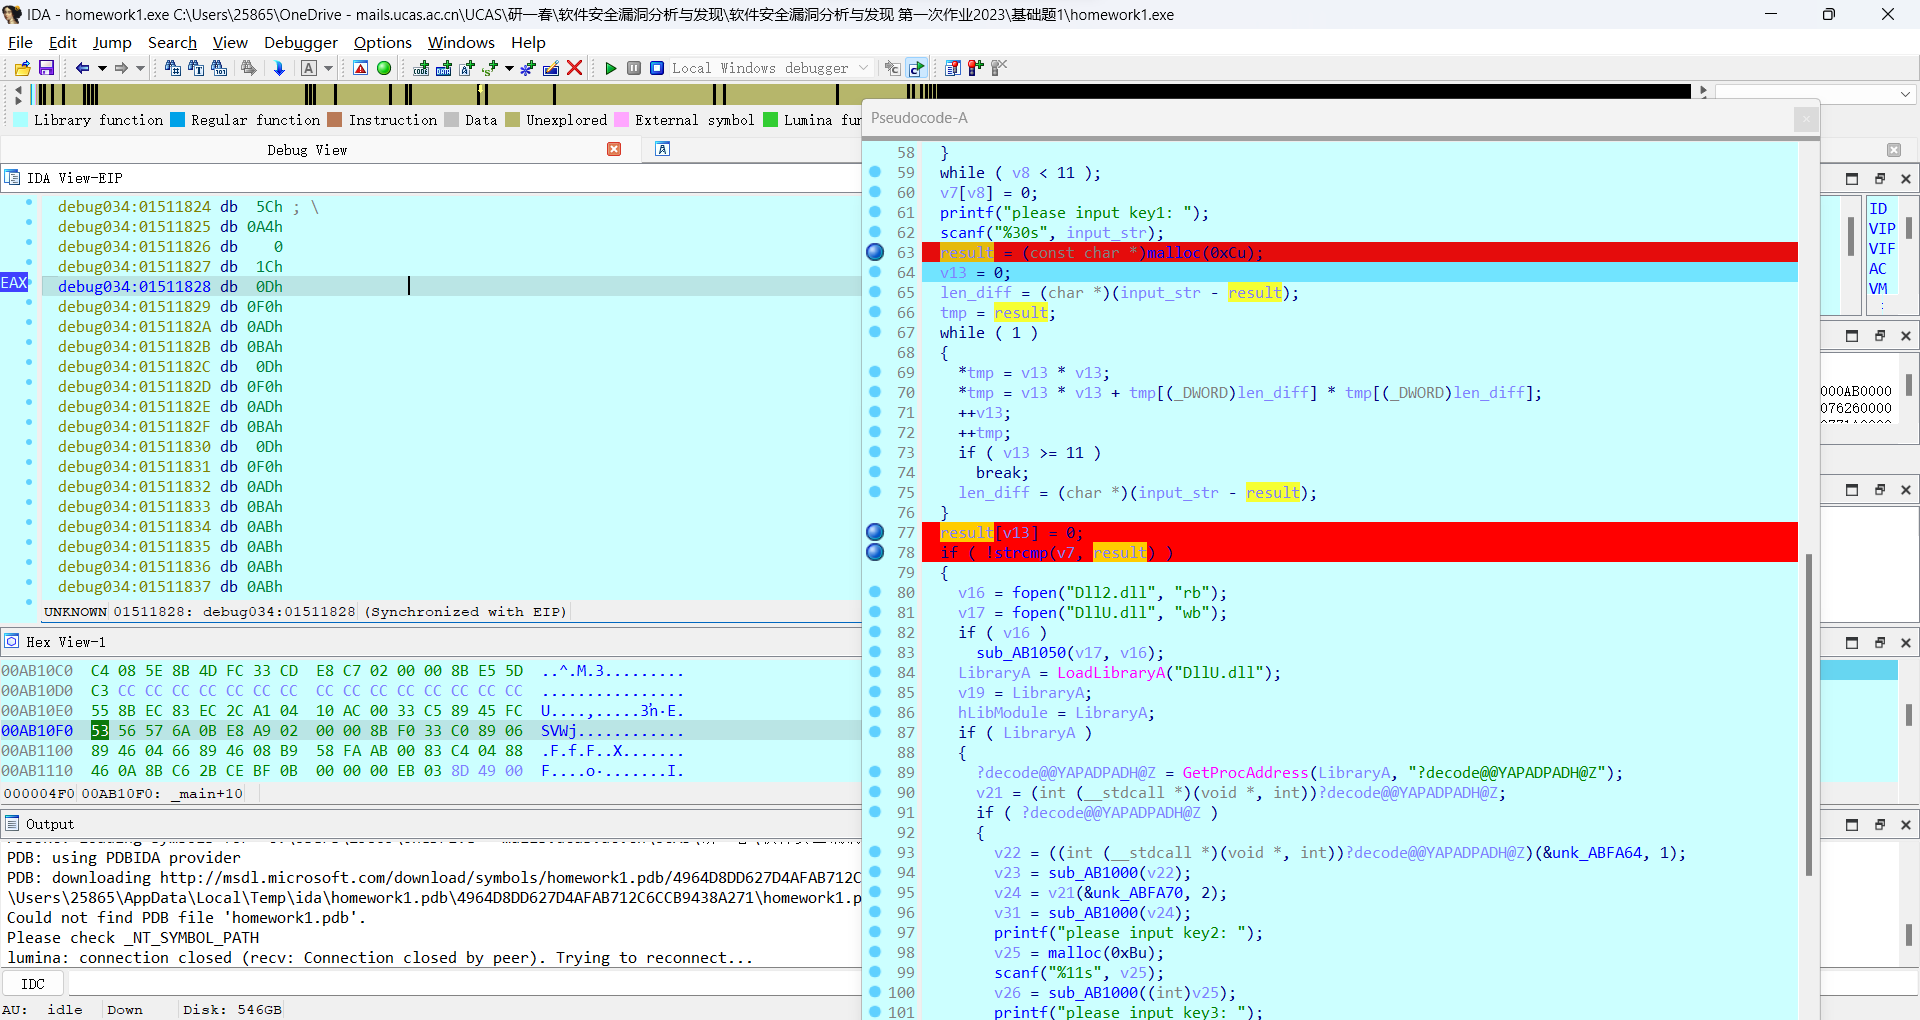 IDA - homework1.exe C:\Users\25865\OneDrive - mails.ucas.ac.cn\UCAS\研一春\软件安全漏洞分析与发现\软件安全漏洞分析与发现 第一次作业2023\基础题1\homework1.exe
File Edit Jump Search View Debugger Options Windows Help
Local Windows debugger
Library function Regular function Instruction Data Unexplored External symbol Lumina fur
Debug View
IDA View-EIP
debug034:01511824 db 5Ch ; \
debug034:01511825 db 0A4h
debug034:01511826 db 0
debug034:01511827 db 1Ch
EAX debug034:01511828 db 0Dh
debug034:01511829 db 0F0h
debug034:0151182A db 0ADh
debug034:0151182B db 0BAh
debug034:0151182C db 0Dh
debug034:0151182D db 0F0h
debug034:0151182E db 0ADh
debug034:0151182F db 0BAh
debug034:01511830 db 0Dh
debug034:01511831 db 0F0h
debug034:01511832 db 0ADh
debug034:01511833 db 0BAh
debug034:01511834 db 0ABh
debug034:01511835 db 0ABh
debug034:01511836 db 0ABh
debug034:01511837 db 0ABh
UNKNOWN 01511828: debug034:01511828 (Synchronized with EIP)
Hex View-1
00AB10C0 C4 08 5E 8B 4D FC 33 CD E8 C7 02 00 00 8B E5 5D ..^.M.3.........
00AB10D0 C3 CC CC CC CC CC CC CC CC CC CC CC CC CC CC CC ................
00AB10E0 55 8B EC 83 EC 2C A1 04 10 AC 00 33 C5 89 45 FC
00AB10F0 53 56 57 6A 0B E8 A9 02 00 00 8B F0 33 C0 89 06 SVWj............
00AB1100 89 46 04 66 89 46 08 B9 58 FA AB 00 83 C4 04 88 .F.f.F..X.......
00AB1110 46 0A 8B C6 2B CE BF 0B 00 00 00 EB 03 8D 49 00
000004F0 00AB10F0: _main+10
Output
PDB: using PDBIDA provider
PDB: downloading http://msdl.microsoft.com/download/symbols/homework1.pdb/4964D8DD627D4AFAB712C
\Users\25865\AppData\Local\Temp\ida\homework1.pdb\4964D8DD627D4AFAB712C6CCB9438A271\homework1.p
Could not find PDB file 'homework1.pdb'.
Please check _NT_SYMBOL_PATH
lumina: connection closed (recv: Connection closed by peer). Trying to reconnect...
IDC
AU: idle Down Disk: 546GB
Pseudocode-A
58 }
59 while ( v8 < 11 );
60 v7[v8] = 0;
61 printf("please input key1: ");
62 scanf("%30s", input_str);
63 result = (const char *)malloc(0xCu);
64 v13 = 0;
65 len_diff = (char *)(input_str - result);
66 tmp = result;
67 while ( 1 )
68 {
69 *tmp = v13 * v13;
70 *tmp = v13 * v13 + tmp[(_DWORD)len_diff] * tmp[(_DWORD)len_diff];
71 ++v13;
72 ++tmp;
73 if ( v13 >= 11 )
74 break;
75 len_diff = (char *)(input_str - result);
76 }
77 result[v13] = 0;
78 if ( !strcmp(v7, result) )
79 {
80 v16 = fopen("Dll2.dll", "rb");
81 v17 = fopen("DllU.dll", "wb");
82 if ( v16 )
83 sub_AB1050(v17, v16);
84 LibraryA = LoadLibraryA("DllU.dll");
85 v19 = LibraryA;
86 hLibModule = LibraryA;
87 if ( LibraryA )
88 {
89 ?decode@@YAPADPADH@Z = GetProcAddress(LibraryA, "?decode@@YAPADPADH@Z");
90 v21 = (int (__stdcall *)(void *, int))?decode@@YAPADPADH@Z;
91 if ( ?decode@@YAPADPADH@Z )
92 {
93 v22 = ((int (__stdcall *)(void *, int))?decode@@YAPADPADH@Z)(&unk_ABFA64, 1);
94 v23 = sub_AB1000(v22);
95 v24 = v21(&unk_ABFA70, 2);
96 v31 = sub_AB1000(v24);
97 printf("please input key2: ");
98 v25 = malloc(0xBu);
99 scanf("%11s", v25);
100 v26 = sub_AB1000((int)v25);
101 printf("please input key3: ");
ID
VIP
VIF
AC
VM
000AB0000
076260000